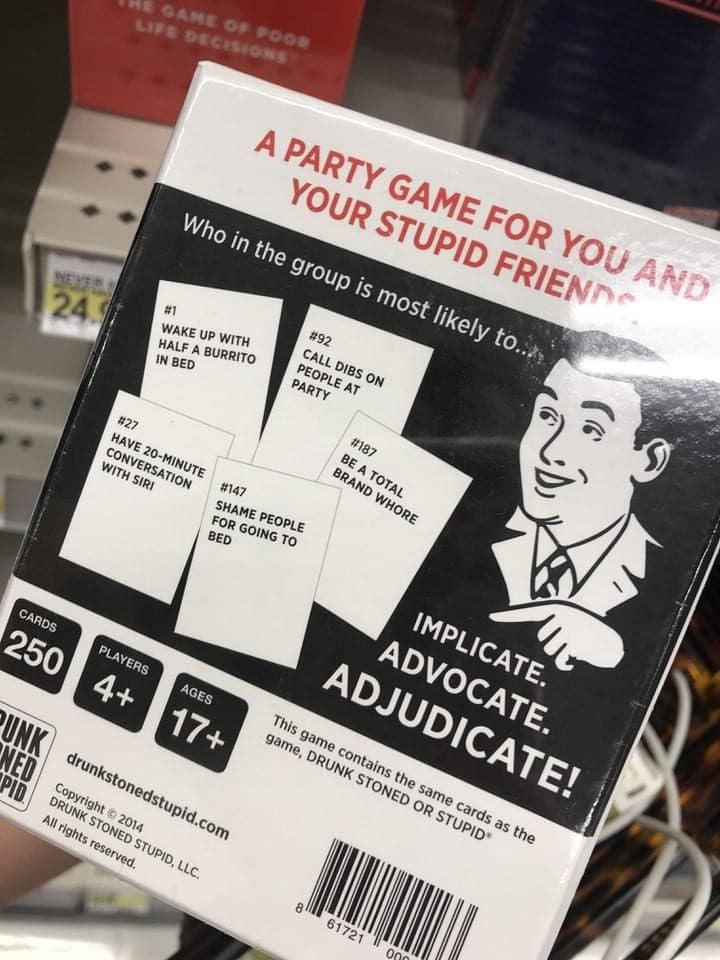 THE GAME OF POOR
LIFE DECISIONS
A PARTY GAME FOR YOU AND
YOUR STUPID FRIENDS.
Who in the group is most likely to...
#1
WAKE UP WITH
HALF A BURRITO
IN BED
#92
CALL DIBS ON
PEOPLE AT
PARTY
#27
HAVE 20-MINUTE
CONVERSATION
WITH SIRI
#147
SHAME PEOPLE
FOR GOING TO
BED
#187
BE A TOTAL
BRAND WHORE
IMPLICATE.
ADVOCATE.
ADJUDICATE!
CARDS
250
PLAYERS
4+
AGES
17+
This game contains the same cards as the
game, DRUNK STONED OR STUPID®
drunkstonedstupid.com
Copyright © 2014
DRUNK STONED STUPID, LLC.
All rights reserved.
8 61721 000
NEVER
24